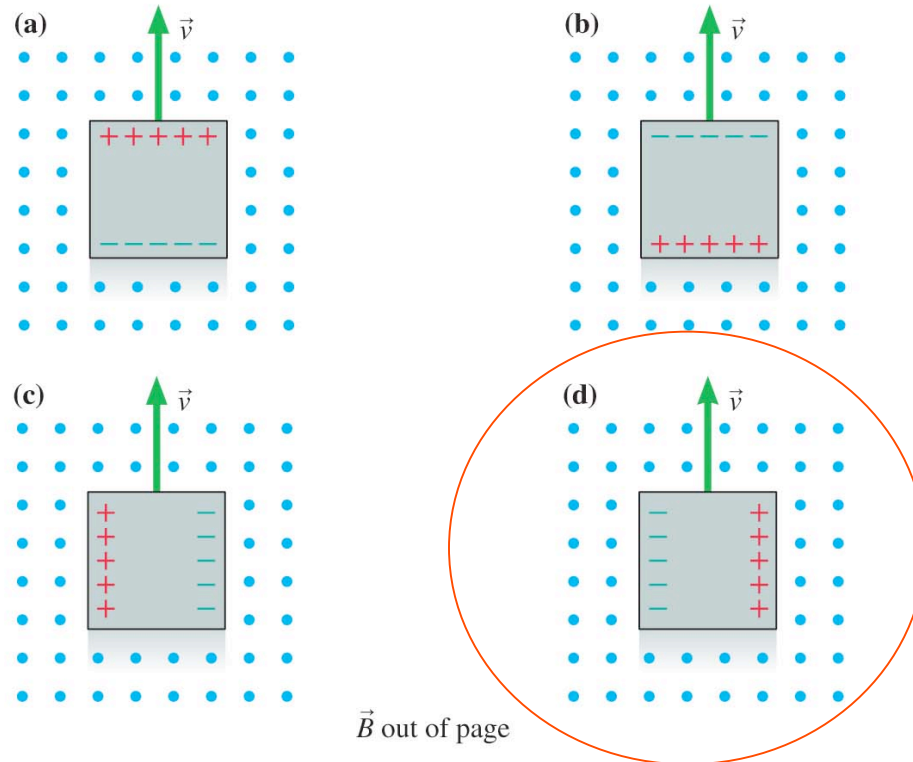 (a)
v⃗
(b)
v⃗
+ + + + +
− − − − −
− − − − −
+ + + + +
(c)
v⃗
(d)
v⃗
+ −
+ −
+ −
+ −
+ −
− +
− +
− +
− +
− +
B⃗ out of page